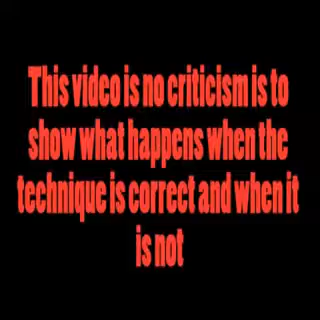 This video is no criticism is to
show what happens when the
technique is correct and when it
is not